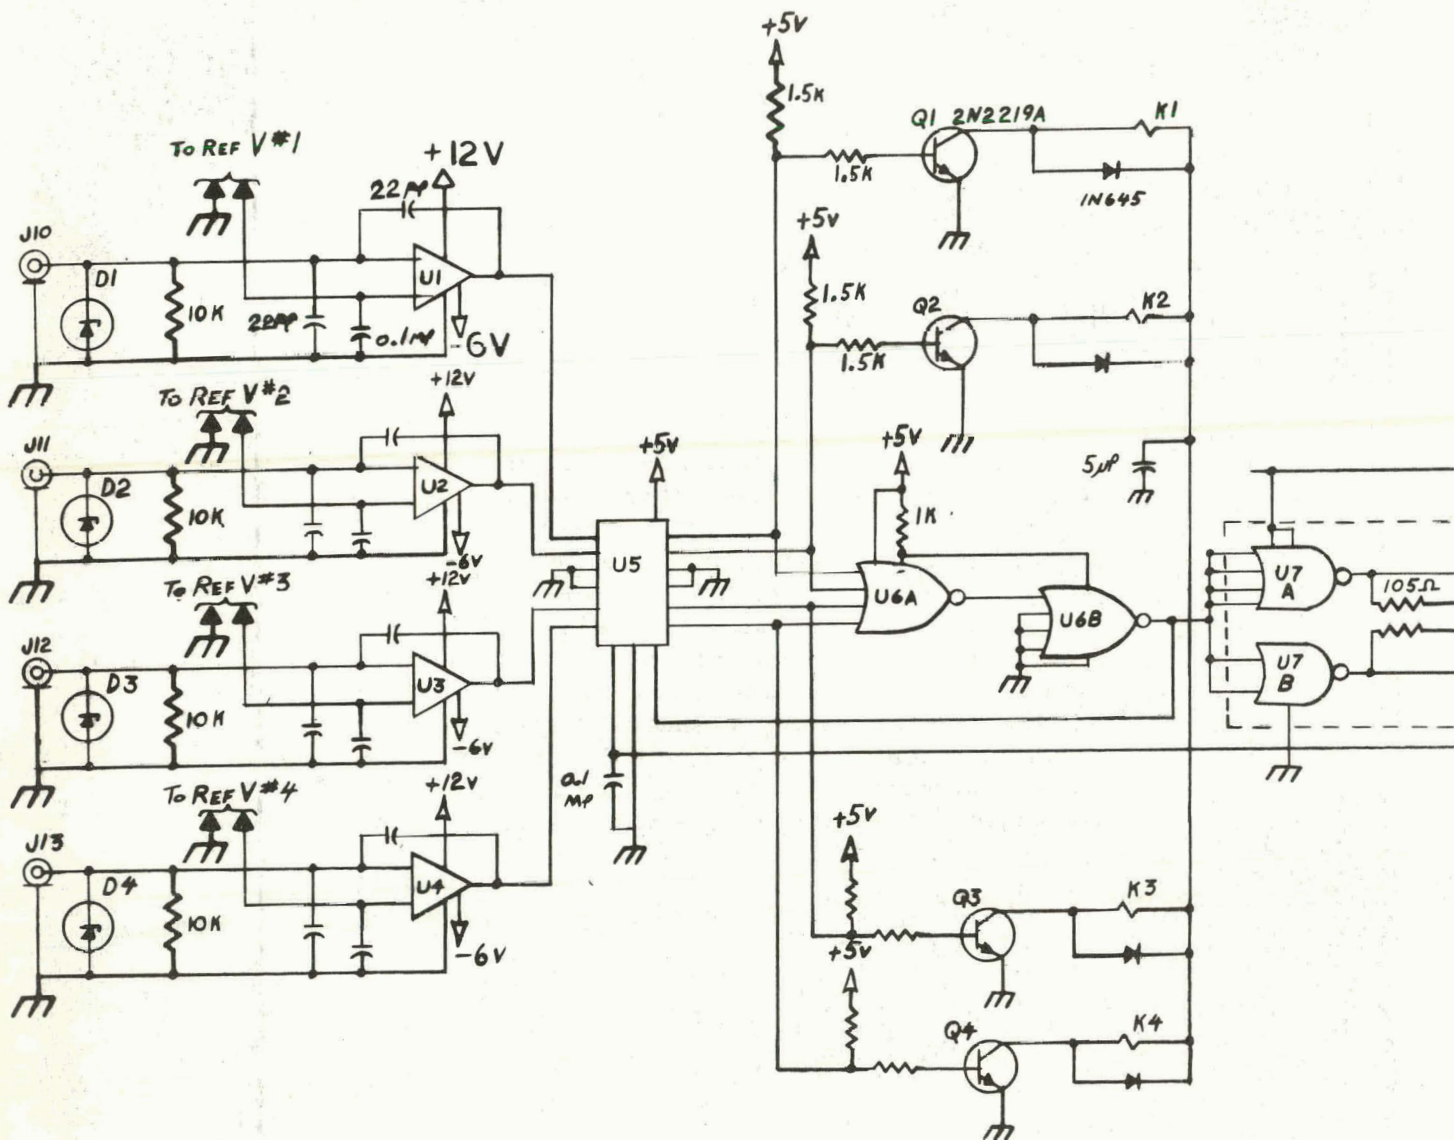 +5V
1.5K
Q1 2N2219A
K1
1.5K
1N645
To REF V #1
+12V
22µf
J10
D1
10K
U1
0.1µf
-6V
+5V
1.5K
Q2
K2
1.5K
To REF V #2
+12V
J11
D2
10K
U2
-6V
+5V
+5V
5µf
1K
U5
U6A
U6B
U7
A
105Ω
U7
B
To REF V #3
+12V
J12
D3
10K
U3
-6V
0.1
Mf
To REF V #4
+12V
J13
D4
10K
U4
-6V
+5V
Q3
K3
+5V
Q4
K4